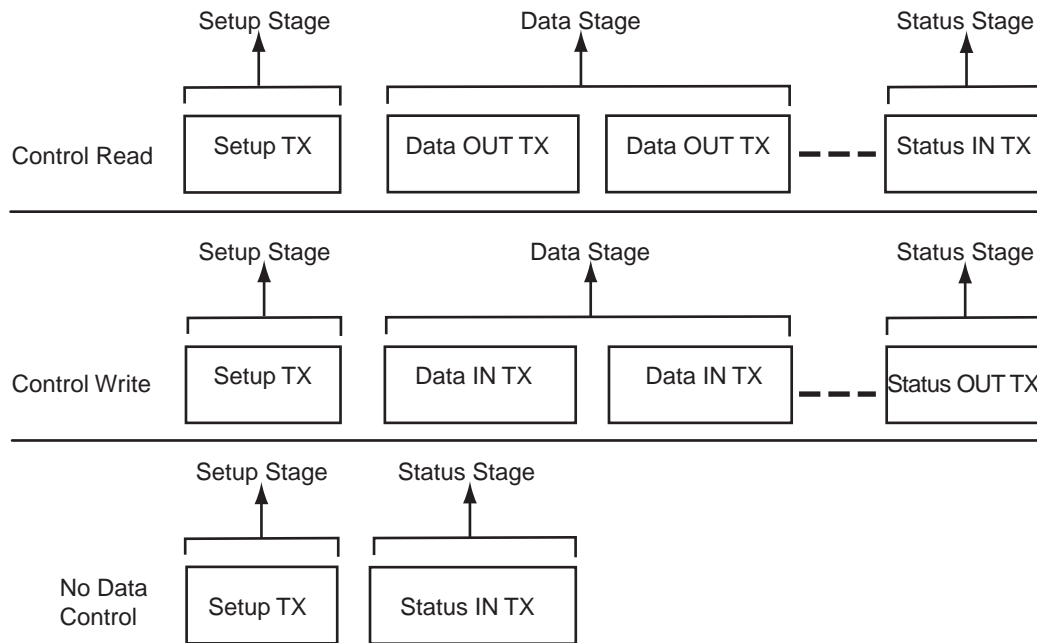 Setup Stage Data Stage Status Stage
Control Read Setup TX Data OUT TX Data OUT TX Status IN TX
Setup Stage Data Stage Status Stage
Control Write Setup TX Data IN TX Data IN TX Status OUT TX
Setup Stage Status Stage
No Data
Control Setup TX Status IN TX